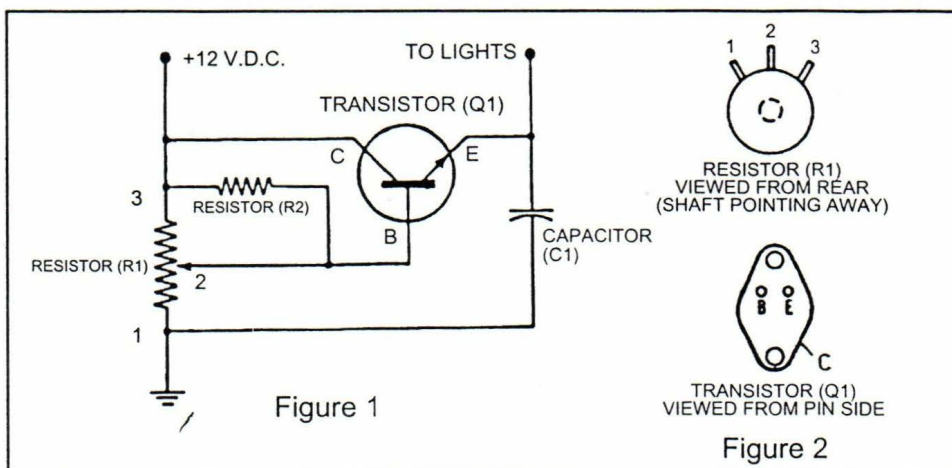 +12 V.D.C.
TO LIGHTS
TRANSISTOR (Q1)
C
E
B
3
RESISTOR (R2)
RESISTOR (R1)
2
1
CAPACITOR
(C1)
Figure 1
1
2
3
RESISTOR (R1)
VIEWED FROM REAR
(SHAFT POINTING AWAY)
B E
C
TRANSISTOR (Q1)
VIEWED FROM PIN SIDE
Figure 2